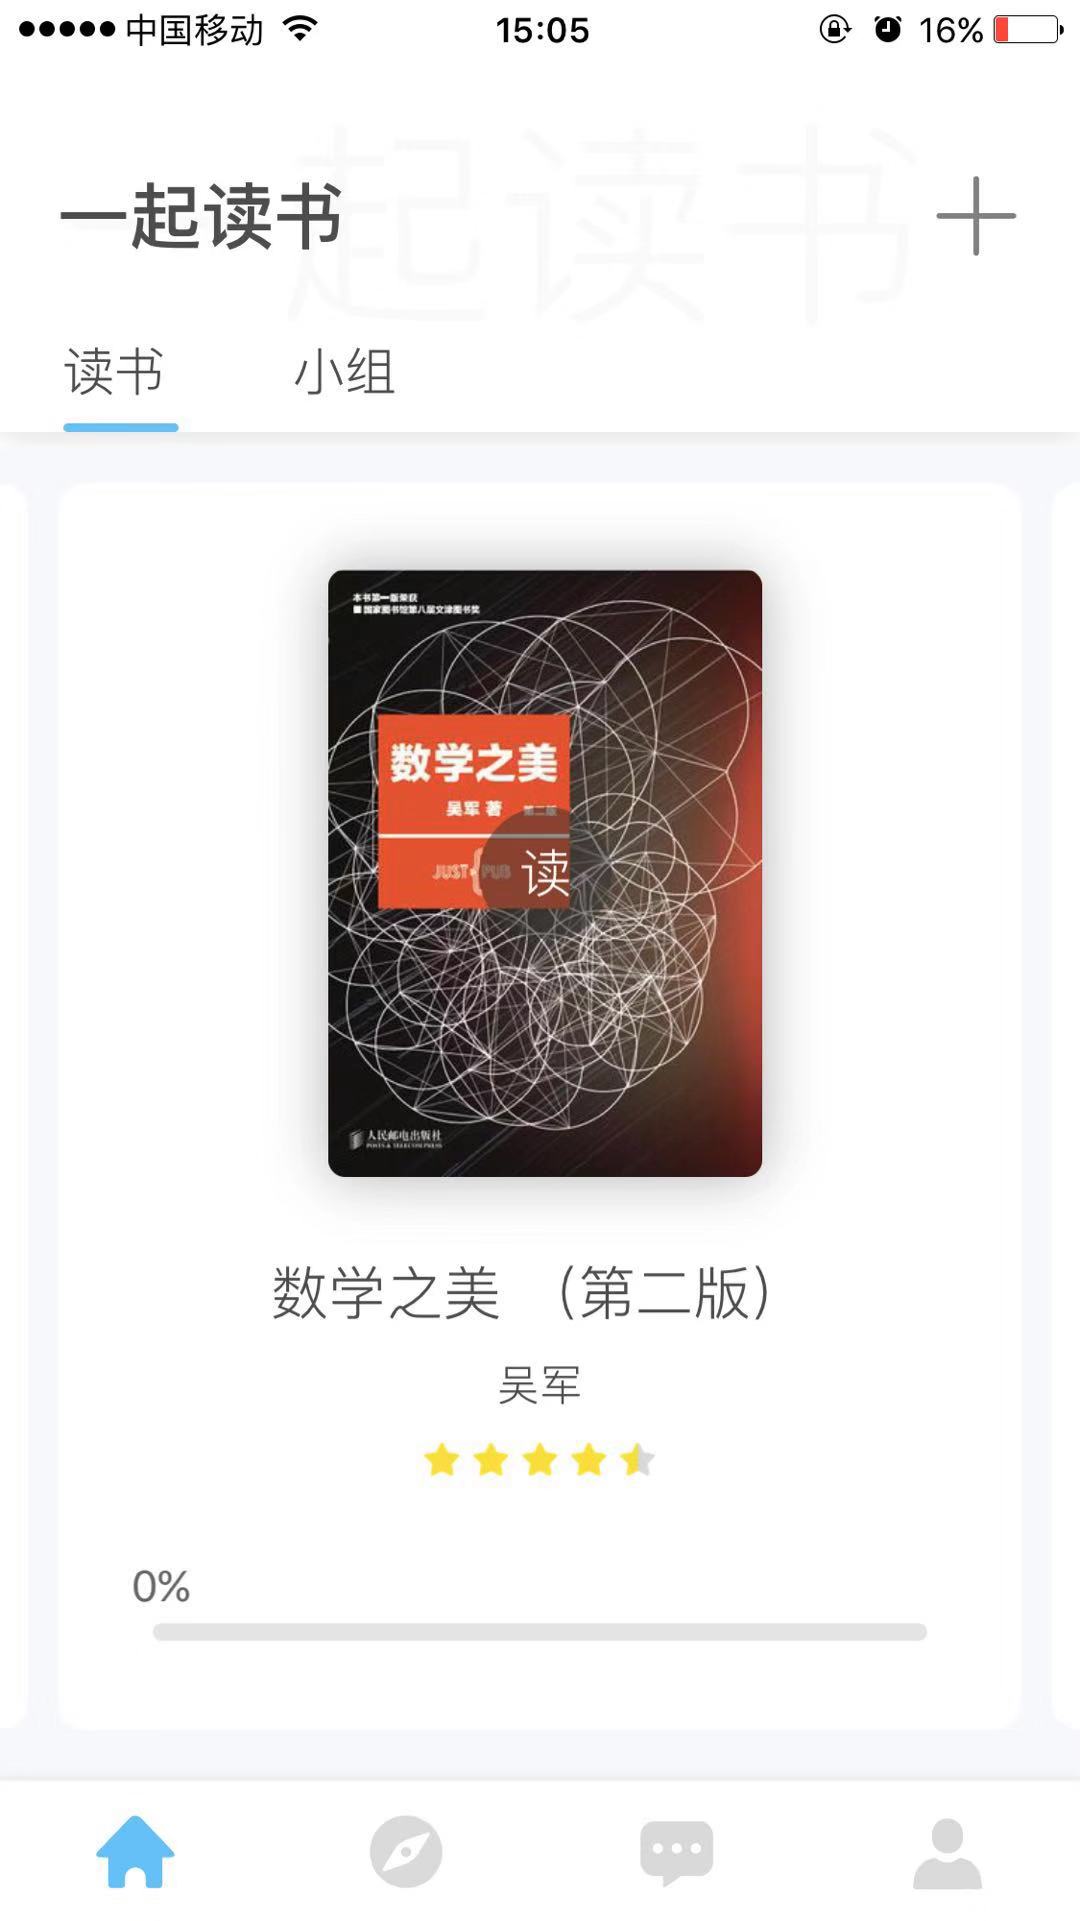 中国移动 15:05 16%
一起读书
一起读书
读书 小组
本书第一版荣获
国家图书馆第八届文津图书奖
数学之美
吴军 著 第二版
JUST PUB
读
人民邮电出版社
POSTS & TELECOM PRESS
数学之美 （第二版）
吴军
0%